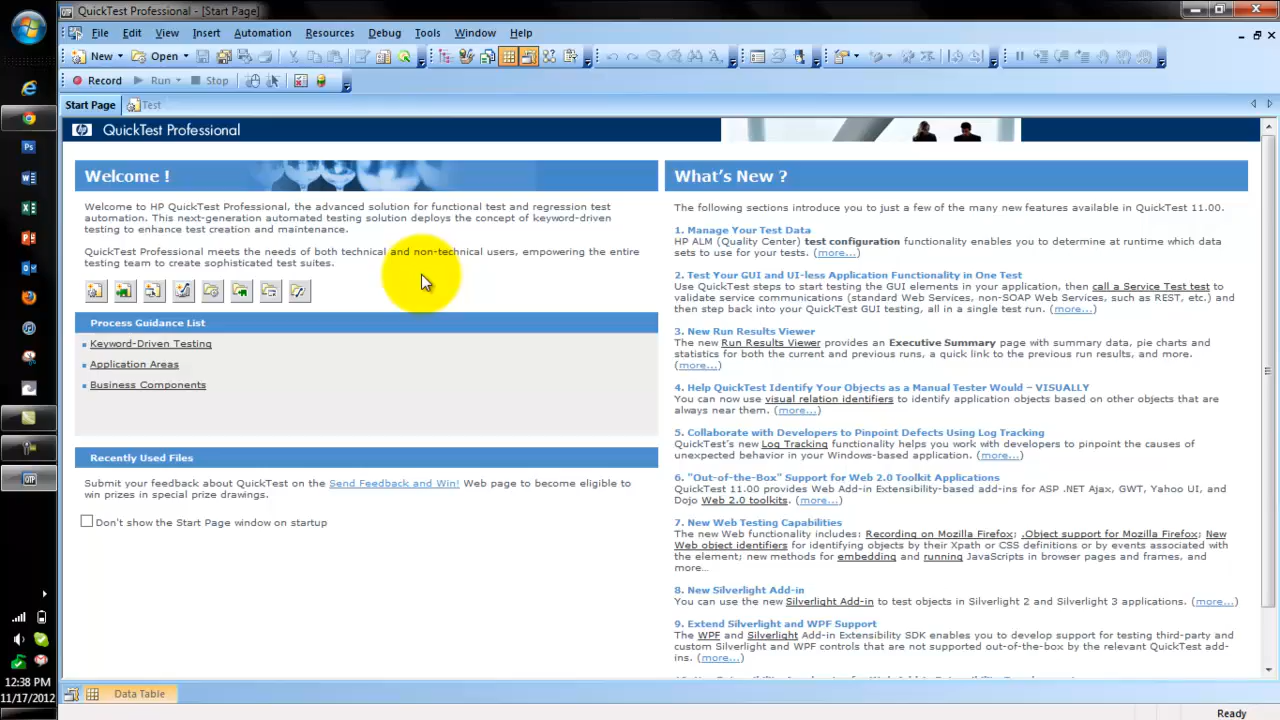 QuickTest Professional - [Start Page]
File Edit View Insert Automation Resources Debug Tools Window Help
New Open
Record Run Stop
Start Page Test
QuickTest Professional
Welcome !
Welcome to HP QuickTest Professional, the advanced solution for functional test and regression test
automation. This next-generation automated testing solution deploys the concept of keyword-driven
testing to enhance test creation and maintenance.
QuickTest Professional meets the needs of both technical and non-technical users, empowering the entire
testing team to create sophisticated test suites.
Process Guidance List
Keyword-Driven Testing
Application Areas
Business Components
Recently Used Files
Submit your feedback about QuickTest on the Send Feedback and Win! Web page to become eligible to
win prizes in special prize drawings.
Don't show the Start Page window on startup
What's New ?
The following sections introduce you to just a few of the many new features available in QuickTest 11.00.
1. Manage Your Test Data
HP ALM (Quality Center) test configuration functionality enables you to determine at runtime which data
sets to use for your tests. (more...)
2. Test Your GUI and UI-less Application Functionality in One Test
Use QuickTest steps to start testing the GUI elements in your application, then call a Service Test test to
validate service communications (standard Web Services, non-SOAP Web Services, such as REST, etc.) and
then step back into your QuickTest GUI testing, all in a single test run. (more...)
3. New Run Results Viewer
The new Run Results Viewer provides an Executive Summary page with summary data, pie charts and
statistics for both the current and previous runs, a quick link to the previous run results, and more.
(more...)
4. Help QuickTest Identify Your Objects as a Manual Tester Would – VISUALLY
You can now use visual relation identifiers to identify application objects based on other objects that are
always near them. (more...)
5. Collaborate with Developers to Pinpoint Defects Using Log Tracking
QuickTest's new Log Tracking functionality helps you work with developers to pinpoint the causes of
unexpected behavior in your Windows-based application. (more...)
6. "Out-of-the-Box" Support for Web 2.0 Toolkit Applications
QuickTest 11.00 provides Web Add-in Extensibility-based add-ins for ASP .NET Ajax, GWT, Yahoo UI, and
Dojo Web 2.0 toolkits. (more...)
7. New Web Testing Capabilities
The new Web functionality includes: Recording on Mozilla Firefox; .Object support for Mozilla Firefox; New
Web object identifiers for identifying objects by their Xpath or CSS definitions or by events associated with
the element; new methods for embedding and running JavaScripts in browser pages and frames, and
more...
8. New Silverlight Add-in
You can use the new Silverlight Add-in to test objects in Silverlight 2 and Silverlight 3 applications. (more...)
9. Extend Silverlight and WPF Support
The WPF and Silverlight Add-in Extensibility SDK enables you to develop support for testing third-party and
custom Silverlight and WPF controls that are not supported out-of-the-box by the relevant QuickTest add-
ins. (more...)
Data Table
12:38 PM
11/17/2012
Ready